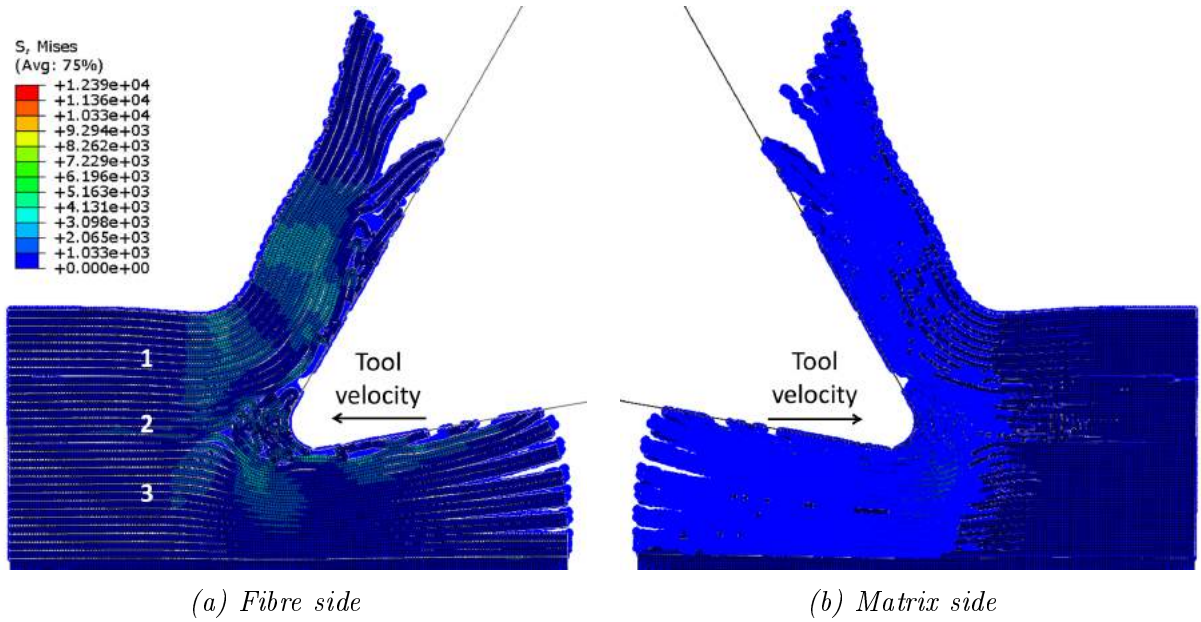 S, Mises
(Avg: 75%)
+1.239e+04
+1.136e+04
+1.033e+04
+9.294e+03
+8.262e+03
+7.229e+03
+6.196e+03
+5.163e+03
+4.131e+03
+3.098e+03
+2.065e+03
+1.033e+03
+0.000e+00
1
2
3
Tool
velocity
Tool
velocity
(a) Fibre side
(b) Matrix side